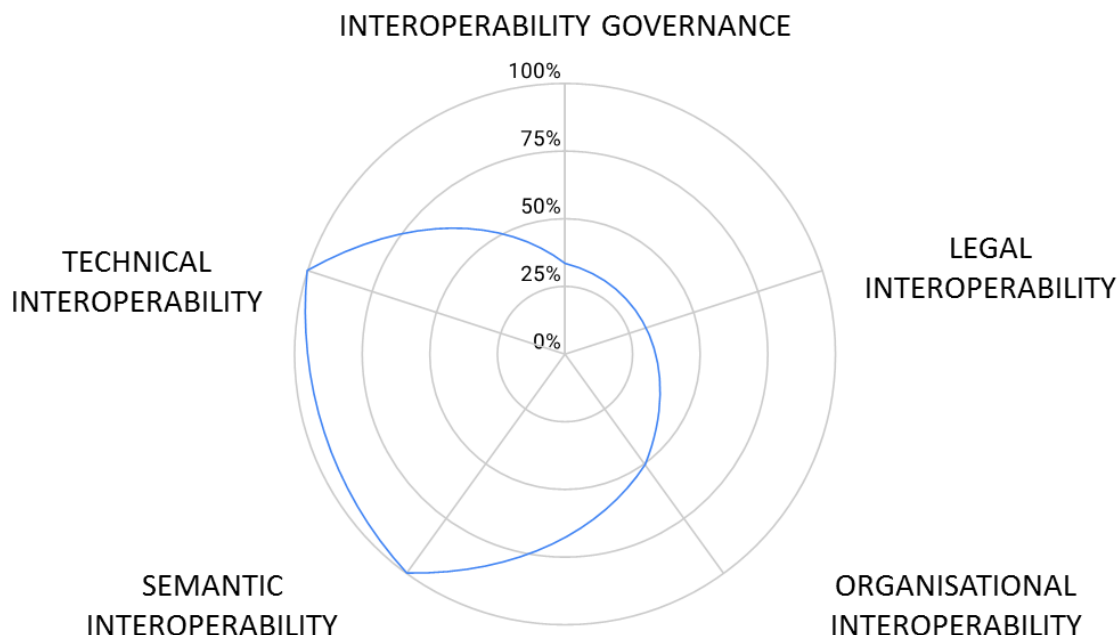 INTEROPERABILITY GOVERNANCE
100%
75%
50%
25%
0%
TECHNICAL
INTEROPERABILITY
LEGAL
INTEROPERABILITY
SEMANTIC
INTEROPERABILITY
ORGANISATIONAL
INTEROPERABILITY